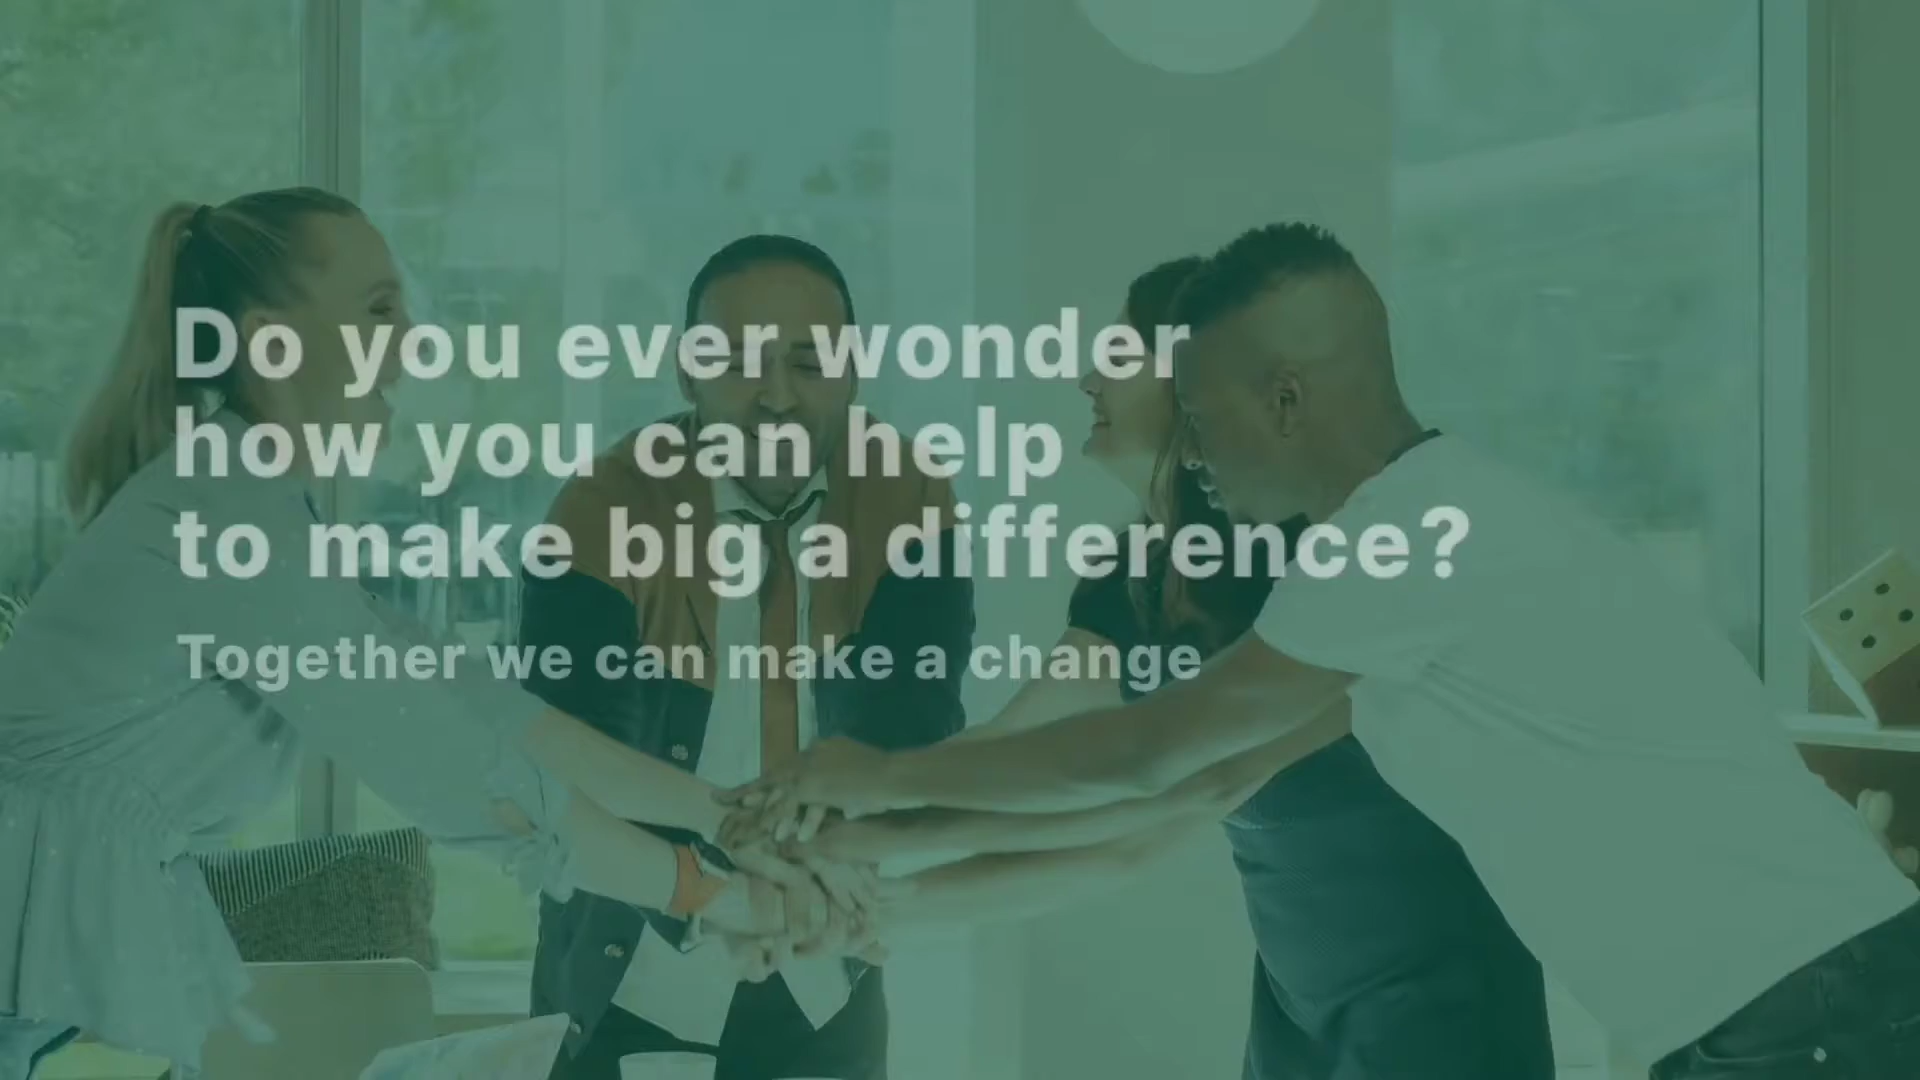 Do you ever wonder
how you can help
to make big a difference?
Together we can make a change